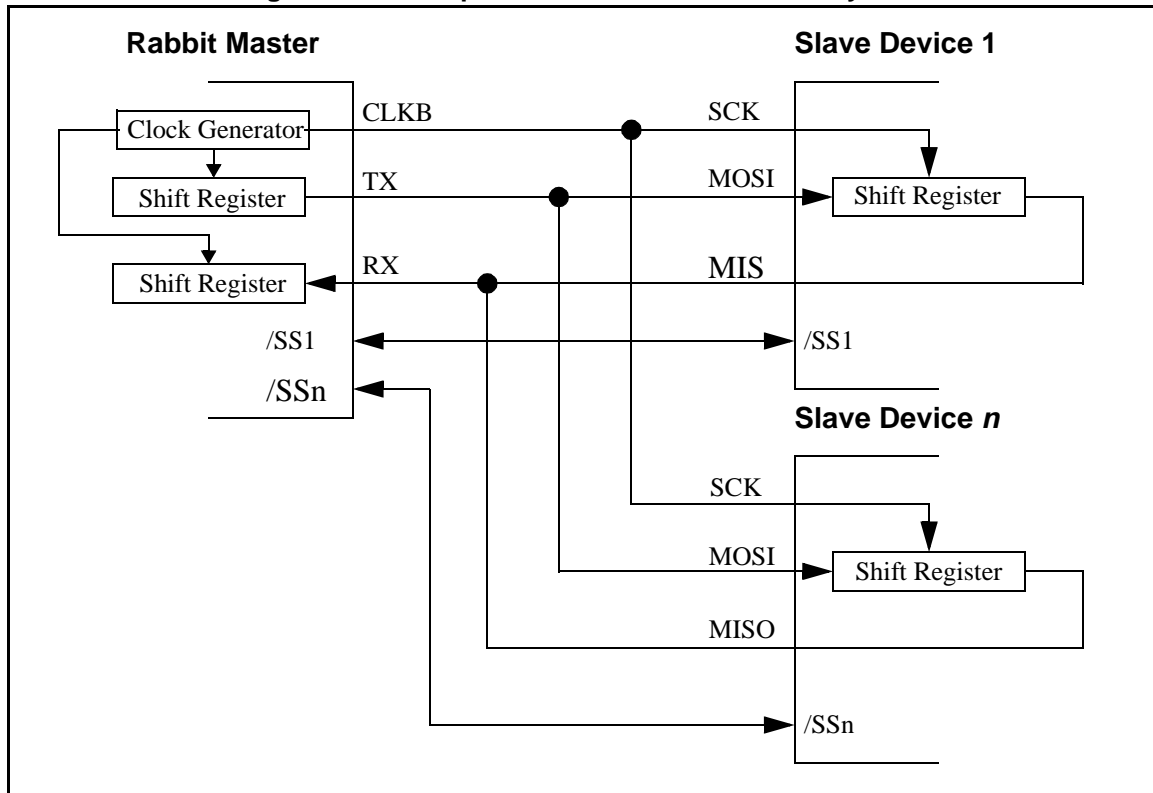 Rabbit Master
Slave Device 1
CLKB
SCK
Clock Generator
TX
MOSI
Shift Register
Shift Register
RX
MIS
Shift Register
/SS1
/SS1
/SSn
Slave Device n
SCK
MOSI
Shift Register
MISO
/SSn